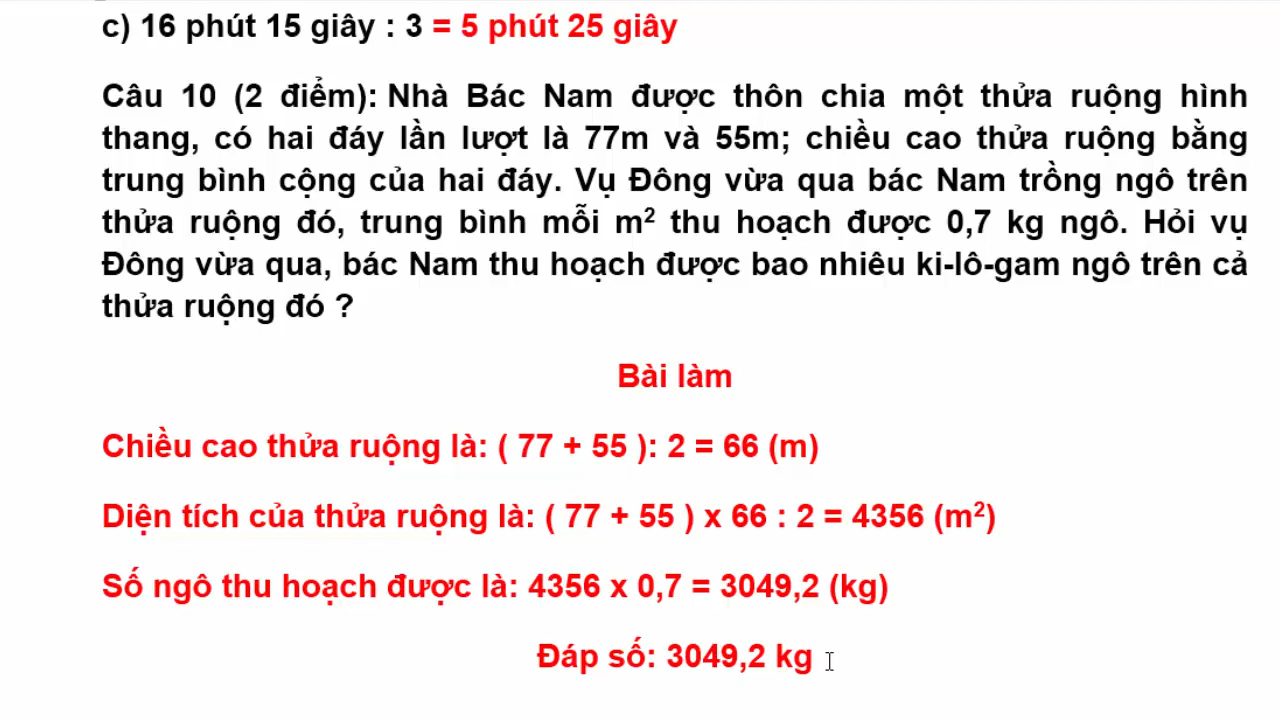 c) 16 phút 15 giây : 3 = 5 phút 25 giây
Câu 10 (2 điểm): Nhà Bác Nam được thôn chia một thửa ruộng hình
thang, có hai đáy lần lượt là 77m và 55m; chiều cao thửa ruộng bằng
trung bình cộng của hai đáy. Vụ Đông vừa qua bác Nam trồng ngô trên
thửa ruộng đó, trung bình mỗi m² thu hoạch được 0,7 kg ngô. Hỏi vụ
Đông vừa qua, bác Nam thu hoạch được bao nhiêu ki-lô-gam ngô trên cả
thửa ruộng đó ?
Bài làm
Chiều cao thửa ruộng là: ( 77 + 55 ): 2 = 66 (m)
Diện tích của thửa ruộng là: ( 77 + 55 ) x 66 : 2 = 4356 (m²)
Số ngô thu hoạch được là: 4356 x 0,7 = 3049,2 (kg)
Đáp số: 3049,2 kg